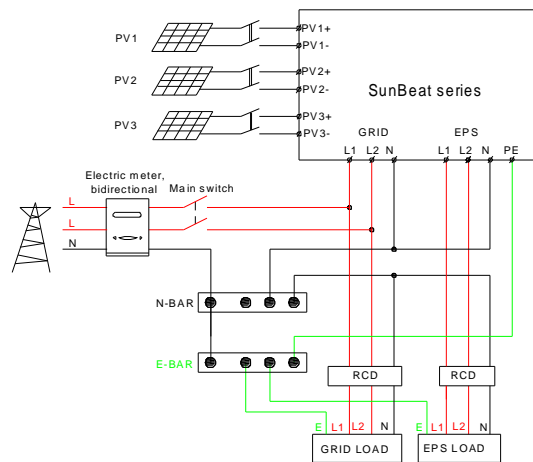 PV1
PV1+
PV1-
PV2
PV2+
PV2-
PV3
PV3+
PV3-
SunBeat series
GRID EPS
L1 L2 N L1 L2 N PE
Electric meter,
bidirectional
Main switch
L
L
N
N-BAR
E-BAR
RCD RCD
E L1 L2 N E L1 L2 N
GRID LOAD EPS LOAD